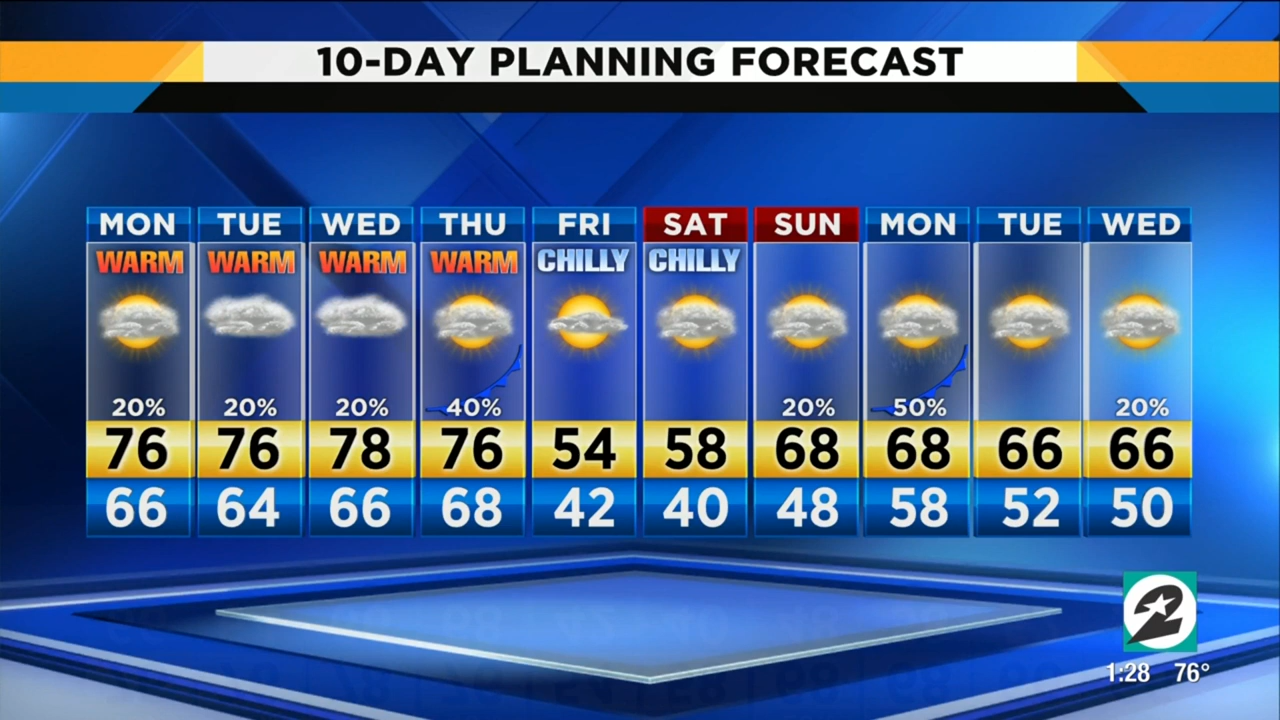 10-DAY PLANNING FORECAST
MON TUE WED THU FRI SAT SUN MON TUE WED
WARM WARM WARM WARM CHILLY CHILLY
20% 20% 20% 40% 20% 50% 20%
76 76 78 76 54 58 68 68 66 66
66 64 66 68 42 40 48 58 52 50
2
1:28 76°